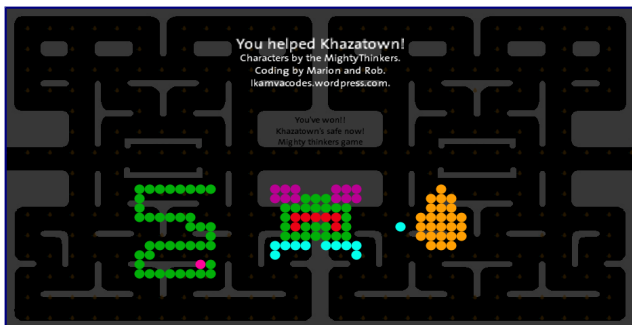 You helped Khazatown!
Characters by the MightyThinkers.
Coding by Marion and Rob.
Ikamvacodes.wordpress.com.
You've won!!
Khazatown's safe now!
Mighty thinkers game